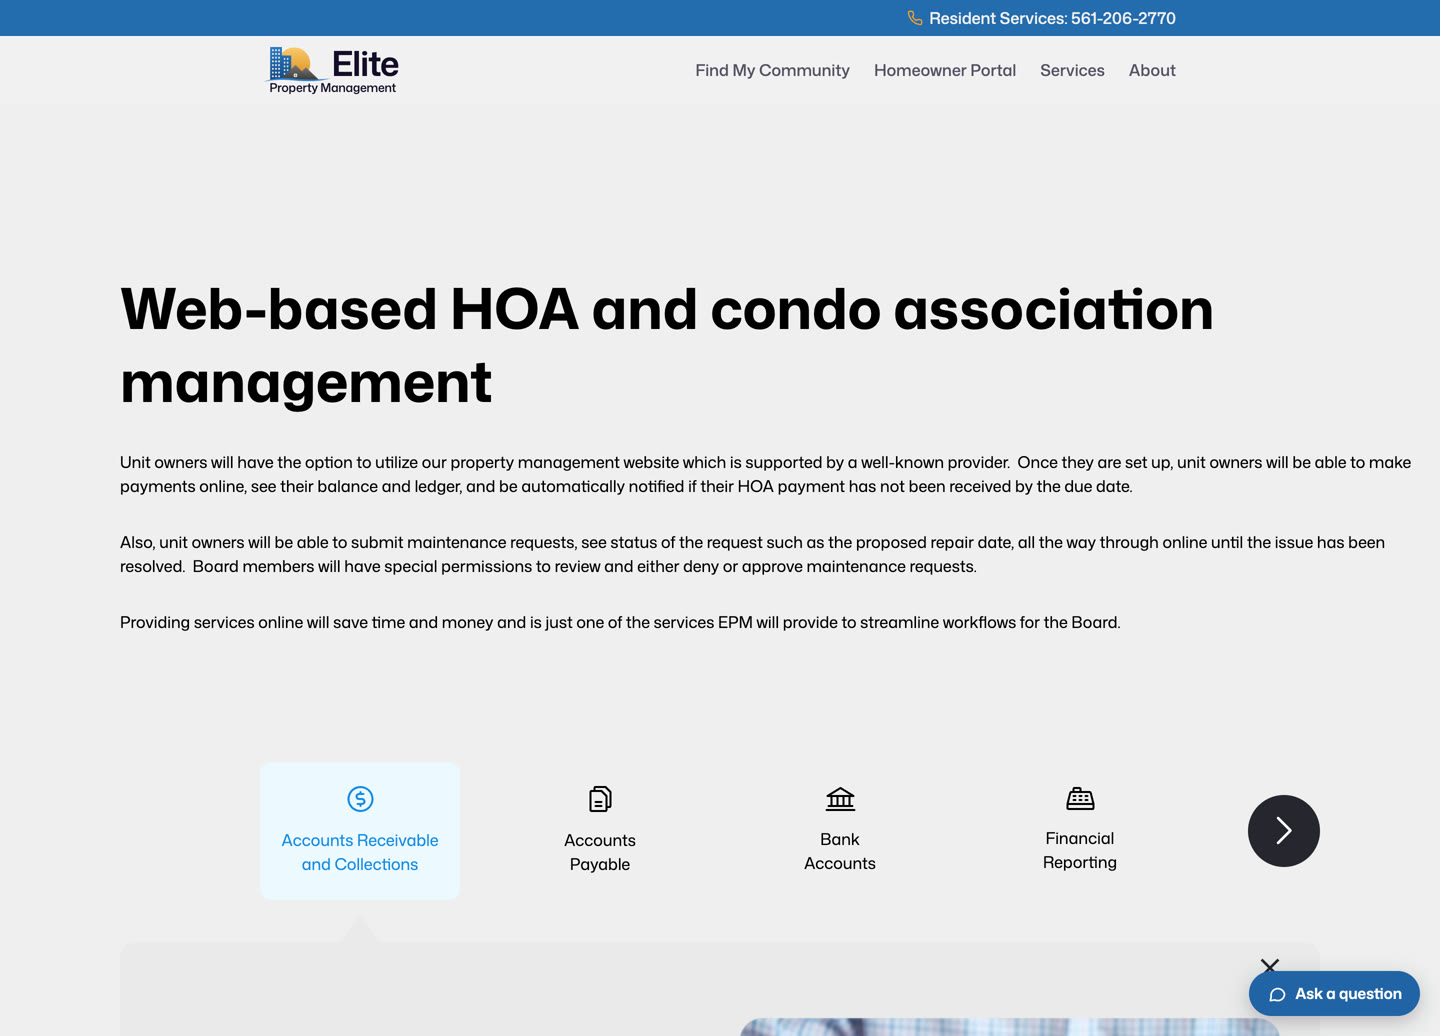 Resident Services: 561-206-2770
Elite
Property Management
Find My Community Homeowner Portal Services About
Web-based HOA and condo association
management
Unit owners will have the option to utilize our property management website which is supported by a well-known provider.  Once they are set up, unit owners will be able to make
payments online, see their balance and ledger, and be automatically notified if their HOA payment has not been received by the due date.
Also, unit owners will be able to submit maintenance requests, see status of the request such as the proposed repair date, all the way through online until the issue has been
resolved.  Board members will have special permissions to review and either deny or approve maintenance requests.
Providing services online will save time and money and is just one of the services EPM will provide to streamline workflows for the Board.
Accounts Receivable
and Collections
Accounts
Payable
Bank
Accounts
Financial
Reporting
Ask a question